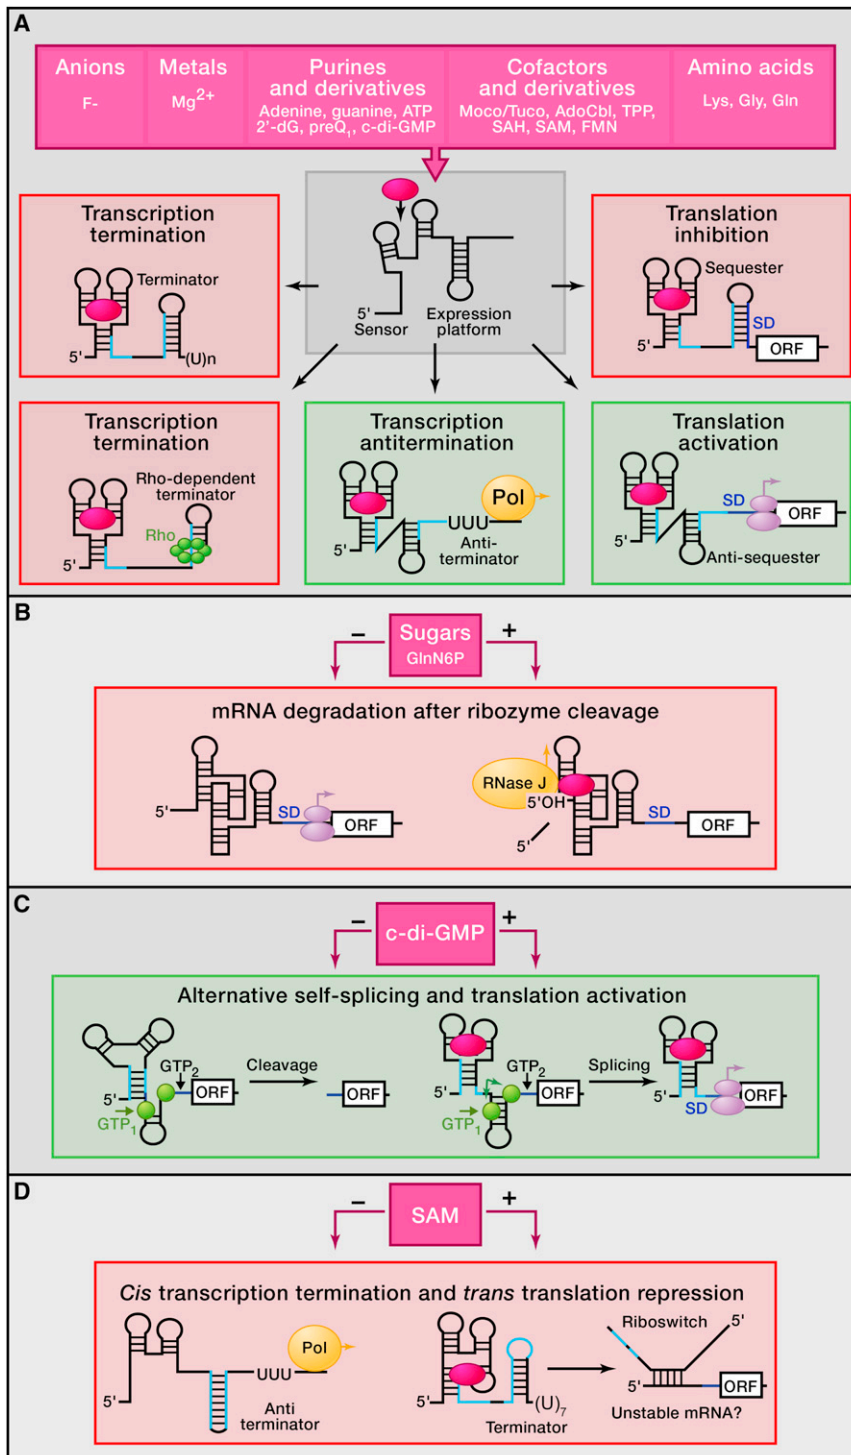 A
Anions
F-
Metals
Mg2+
Purines
and derivatives
Adenine, guanine, ATP
2'-dG, preQ1, c-di-GMP
Cofactors
and derivatives
Moco/Tuco, AdoCbl, TPP,
SAH, SAM, FMN
Amino acids
Lys, Gly, Gln
Transcription
termination
Terminator
5'
(U)n
5'
Sensor
Expression
platform
Translation
inhibition
Sequester
SD
5'
ORF
Transcription
termination
Rho-dependent
terminator
Rho
5'
Transcription
antitermination
Pol
UUU
5'
Anti-
terminator
Translation
activation
SD
ORF
5'
Anti-sequester
B
– Sugars +
GlnN6P
mRNA degradation after ribozyme cleavage
5'
SD
ORF
RNase J
5'OH
5'
SD
ORF
C
– c-di-GMP +
Alternative self-splicing and translation activation
GTP2
5'
ORF
GTP1
Cleavage
ORF
GTP2
5'
ORF
GTP1
Splicing
5'
SD
ORF
D
– SAM +
Cis transcription termination and trans translation repression
Pol
UUU
5'
Anti
terminator
5'
(U)7
Terminator
Riboswitch
5'
5'
ORF
Unstable mRNA?